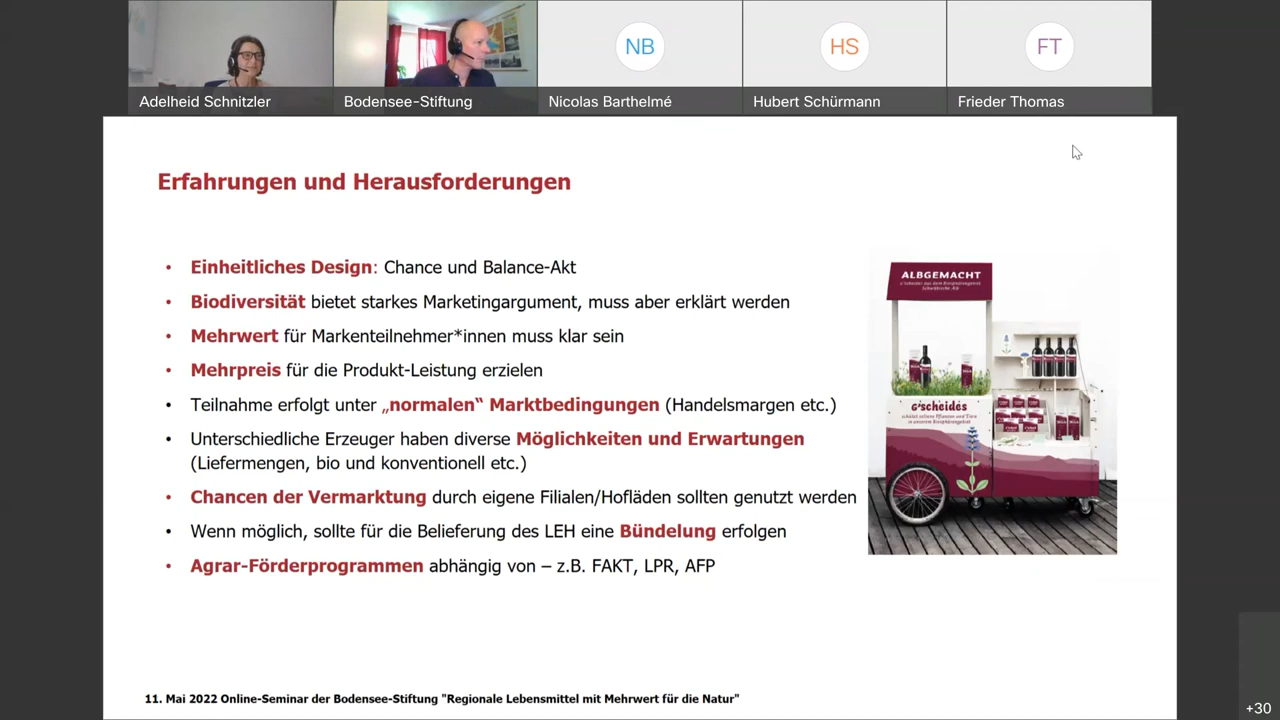 NB
HS
FT
Adelheid Schnitzler
Bodensee-Stiftung
Nicolas Barthelmé
Hubert Schürmann
Frieder Thomas
Erfahrungen und Herausforderungen
• Einheitliches Design: Chance und Balance-Akt
• Biodiversität bietet starkes Marketingargument, muss aber erklärt werden
• Mehrwert für Markenteilnehmer*innen muss klar sein
• Mehrpreis für die Produkt-Leistung erzielen
• Teilnahme erfolgt unter „normalen“ Marktbedingungen (Handelsmargen etc.)
• Unterschiedliche Erzeuger haben diverse Möglichkeiten und Erwartungen
(Liefermengen, bio und konventionell etc.)
• Chancen der Vermarktung durch eigene Filialen/Hofläden sollten genutzt werden
• Wenn möglich, sollte für die Belieferung des LEH eine Bündelung erfolgen
• Agrar-Förderprogrammen abhängig von – z.B. FAKT, LPR, AFP
ALBGEMACHT
G'scheides
11. Mai 2022 Online-Seminar der Bodensee-Stiftung "Regionale Lebensmittel mit Mehrwert für die Natur"
+30